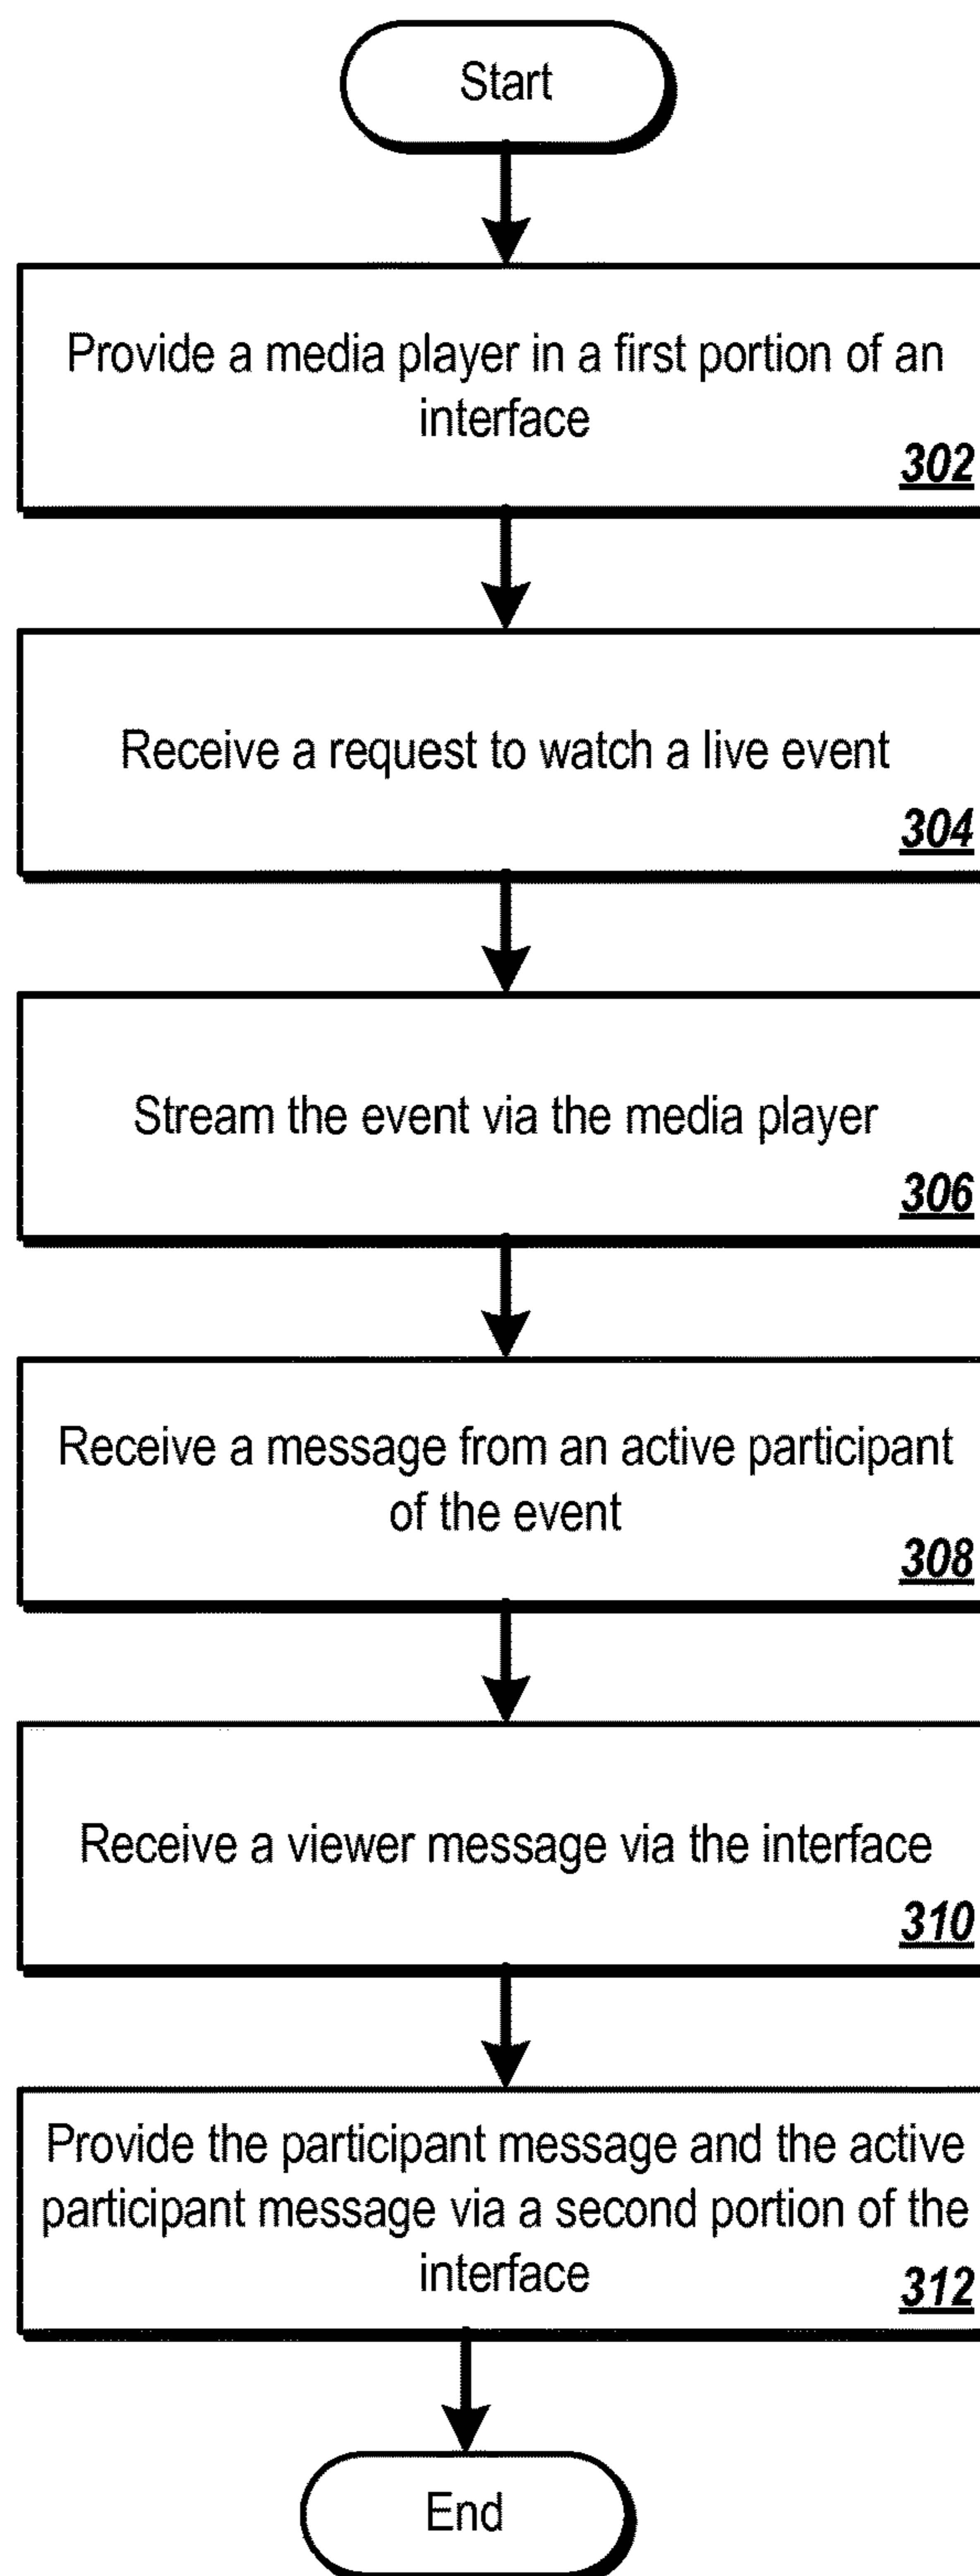 Start
Provide a media player in a first portion of an
interface
302
Receive a request to watch a live event
304
Stream the event via the media player
306
Receive a message from an active participant
of the event
308
Receive a viewer message via the interface
310
Provide the participant message and the active
participant message via a second portion of the
interface
312
End